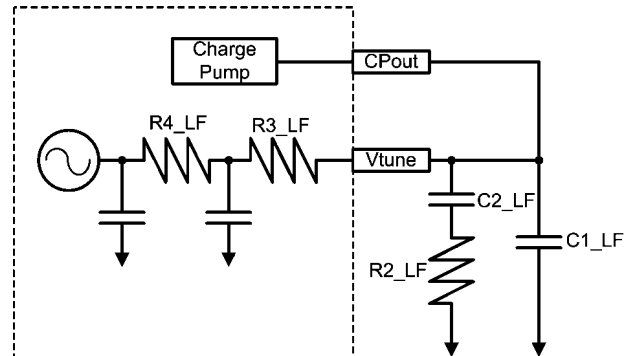 Charge
Pump
CPout
R4_LF
R3_LF
Vtune
C2_LF
R2_LF
C1_LF